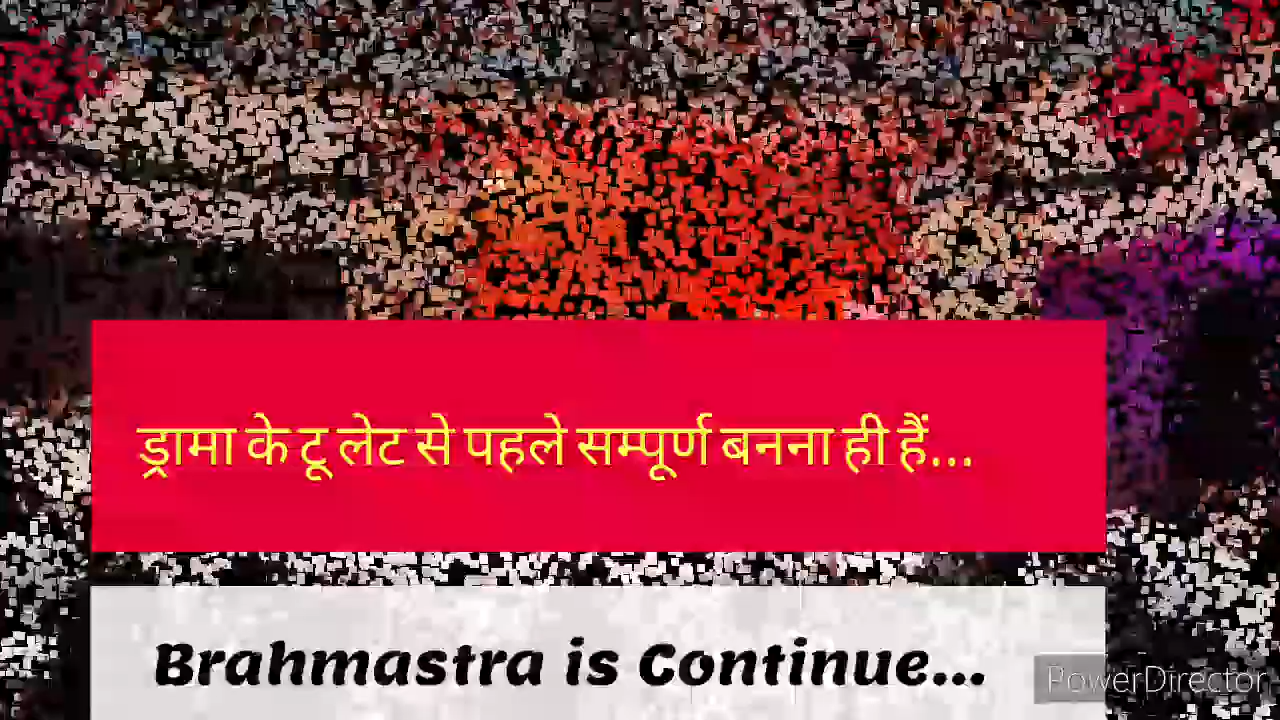 ड्रामा के टू लेट से पहले सम्पूर्ण बनना ही हैं...
Brahmastra is Continue...
PowerDirector